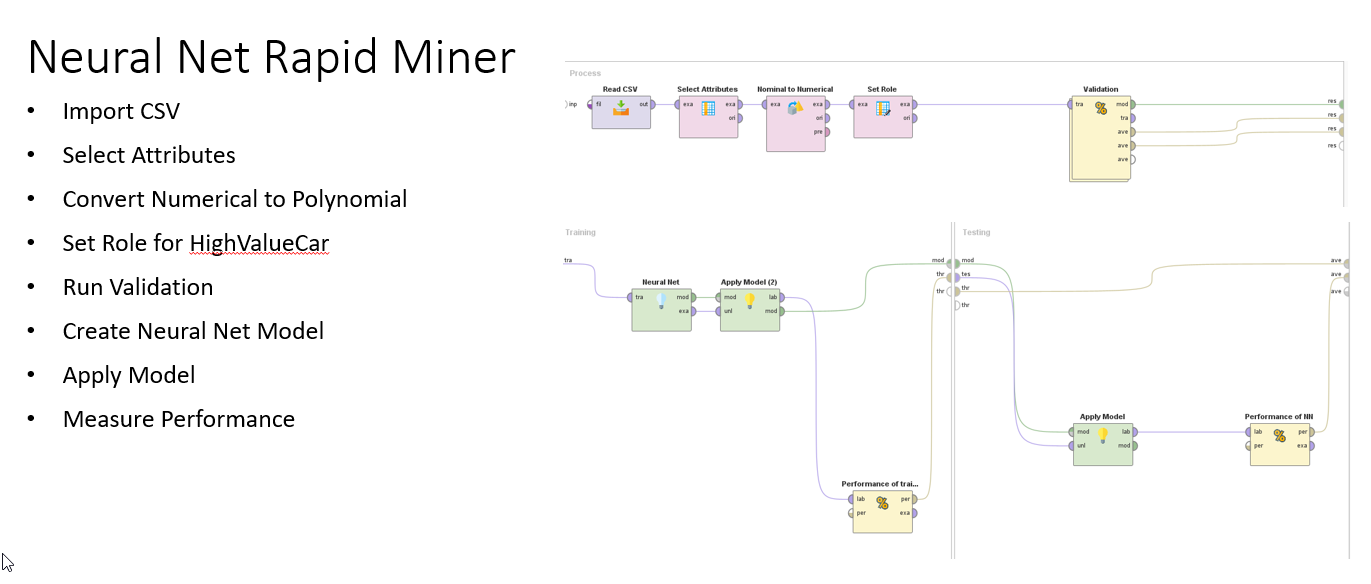 Neural Net Rapid Miner
• Import CSV
• Select Attributes
• Convert Numerical to Polynomial
• Set Role for HighValueCar
• Run Validation
• Create Neural Net Model
• Apply Model
• Measure Performance
Process
Read CSV
Select Attributes
Nominal to Numerical
Set Role
Validation
inp
fil out
exa exa
ori
exa exa
ori
pre
exa exa
ori
tra mod
tra
ave
ave
ave
res
res
res
res
Training
tra
Neural Net
tra mod
exa
Apply Model (2)
mod lab
unl mod
Performance of trai...
lab per
per exa
mod
thr
thr
Testing
mod
tes
thr
thr
Apply Model
mod lab
unl mod
Performance of NN
lab per
per exa
ave
ave
ave